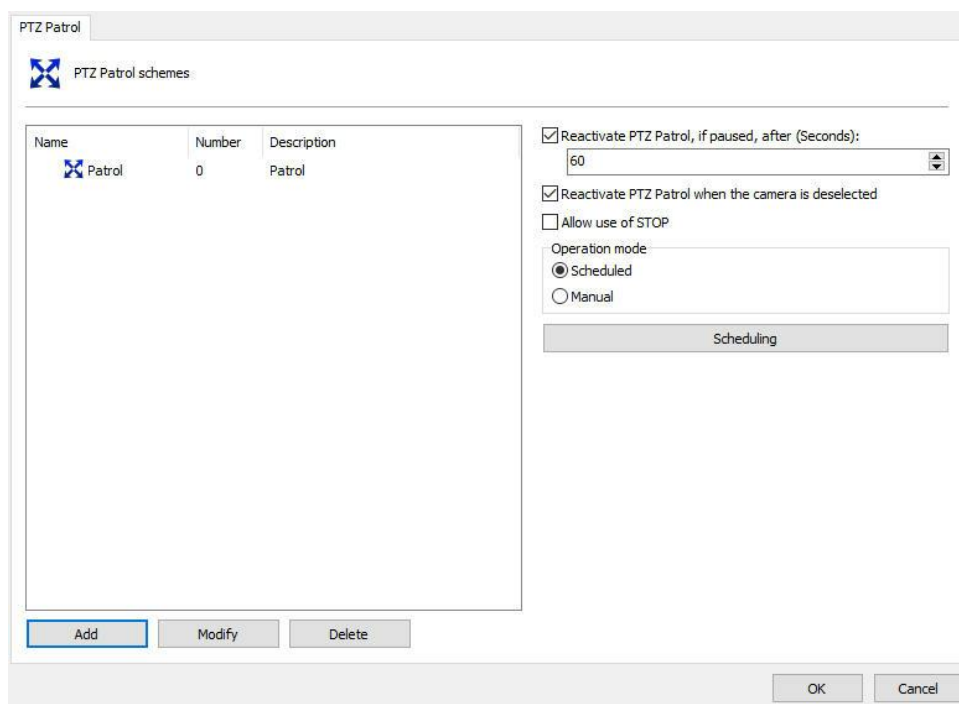 PTZ Patrol
PTZ Patrol schemes
Name Number Description
Patrol 0 Patrol
Reactivate PTZ Patrol, if paused, after (Seconds):
60
Reactivate PTZ Patrol when the camera is deselected
Allow use of STOP
Operation mode
Scheduled
Manual
Scheduling
Add Modify Delete
OK Cancel